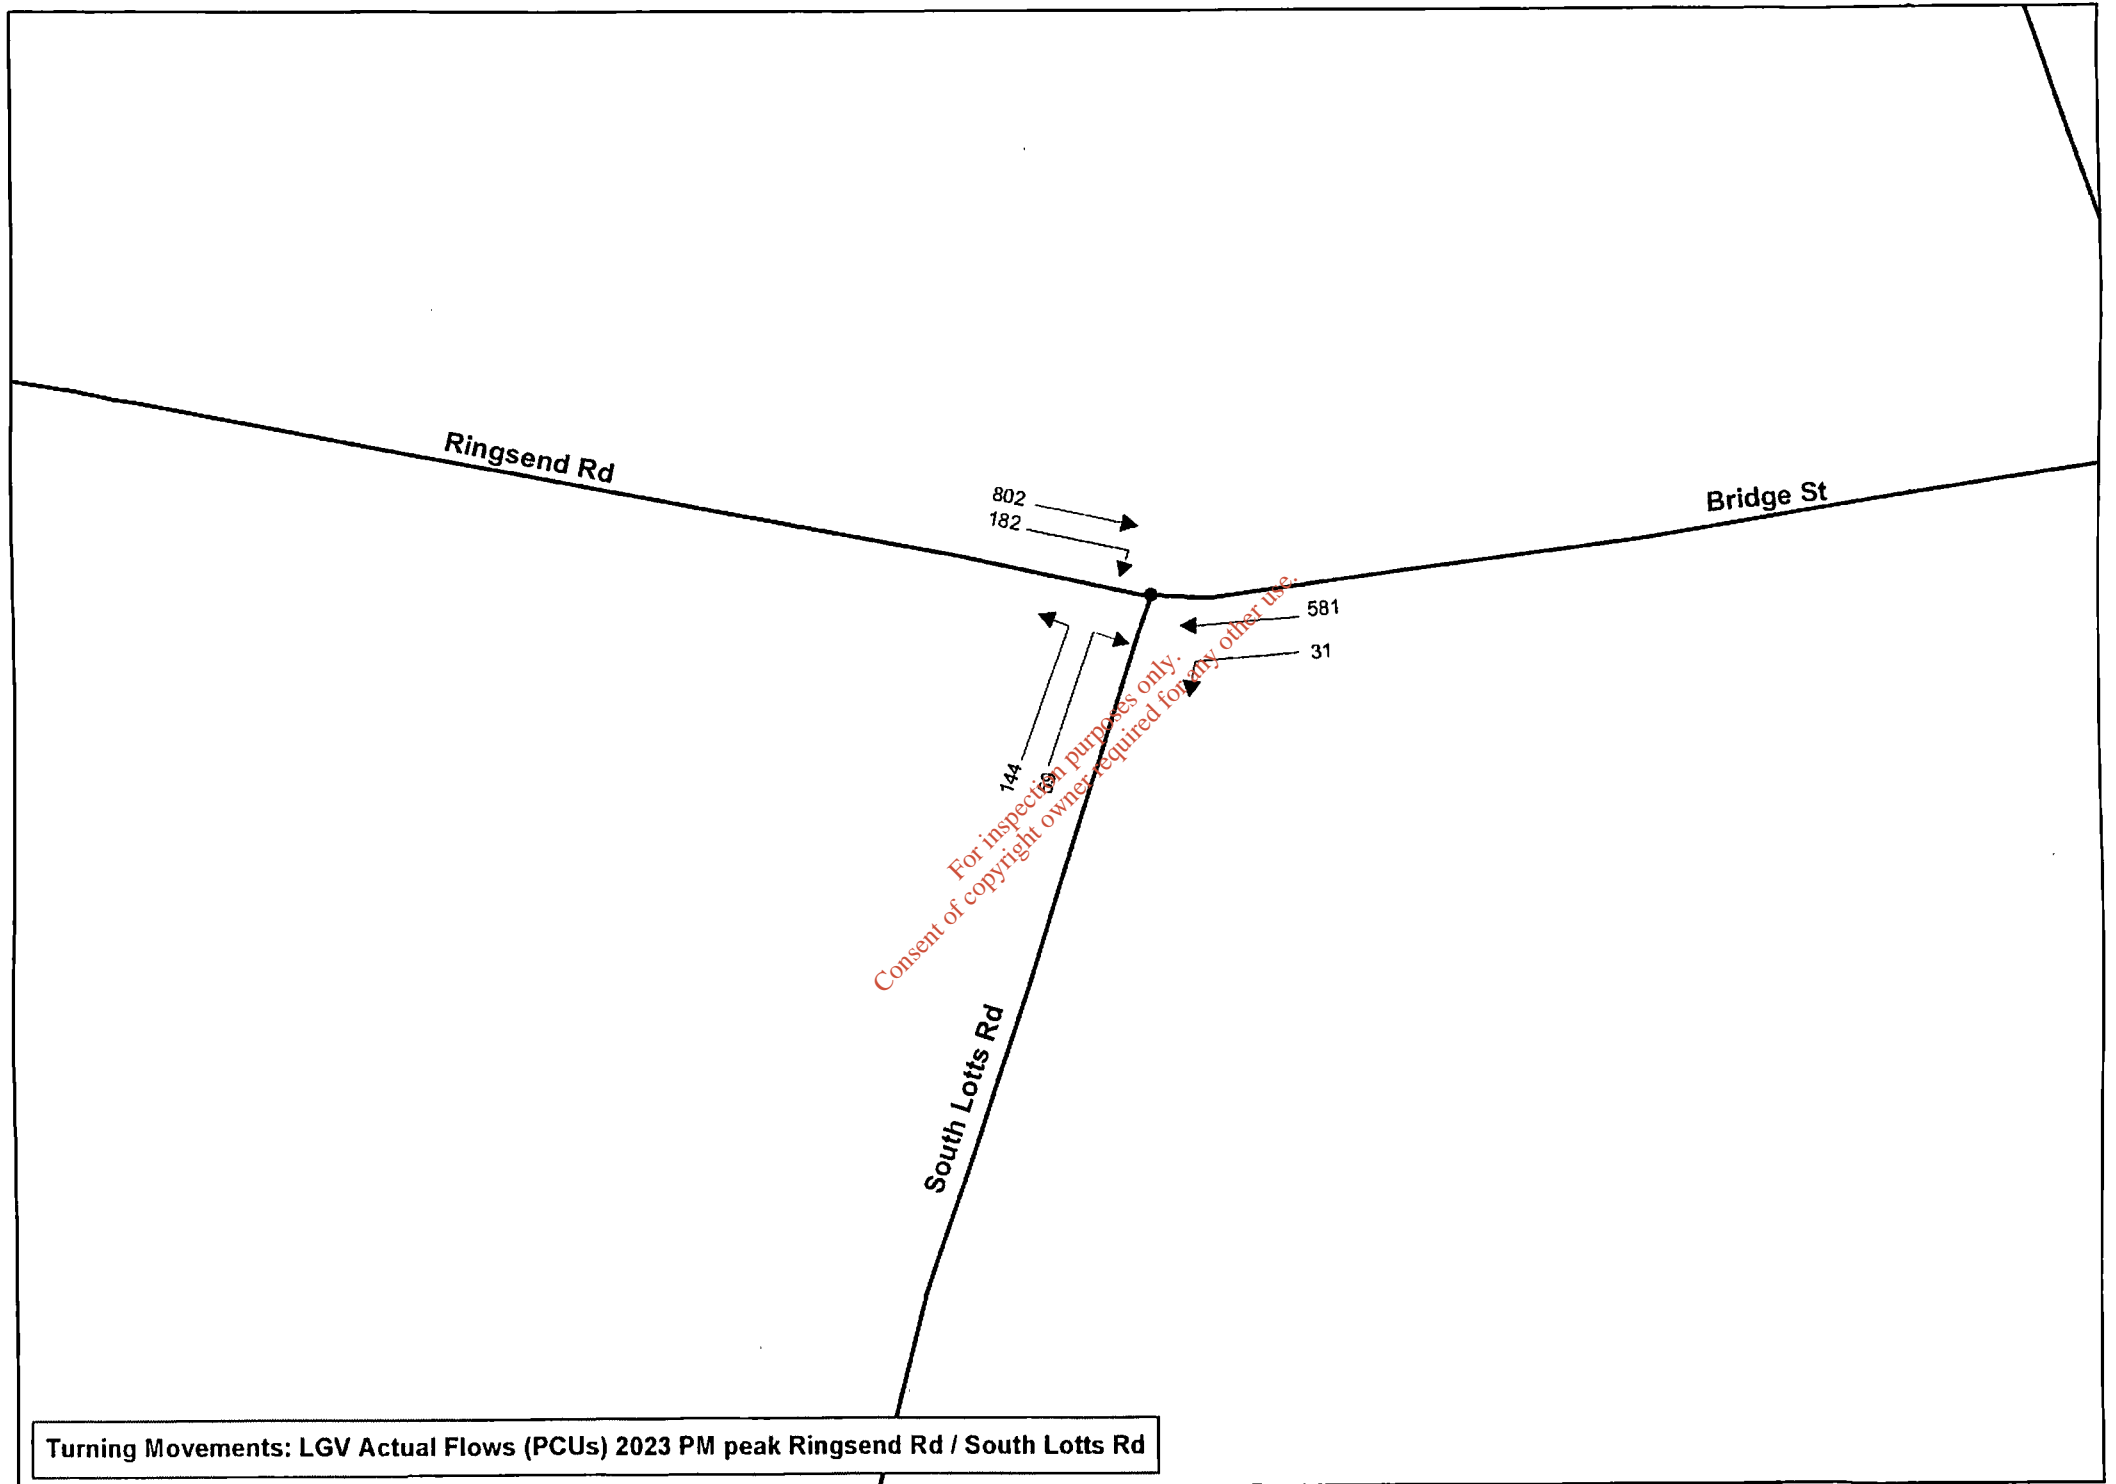 Ringsend Rd
Bridge St
802
182
581
31
144
For inspection purposes only.
Consent of copyright owner required for any other use.
South Lotts Rd
Turning Movements: LGV Actual Flows (PCUs) 2023 PM peak Ringsend Rd / South Lotts Rd